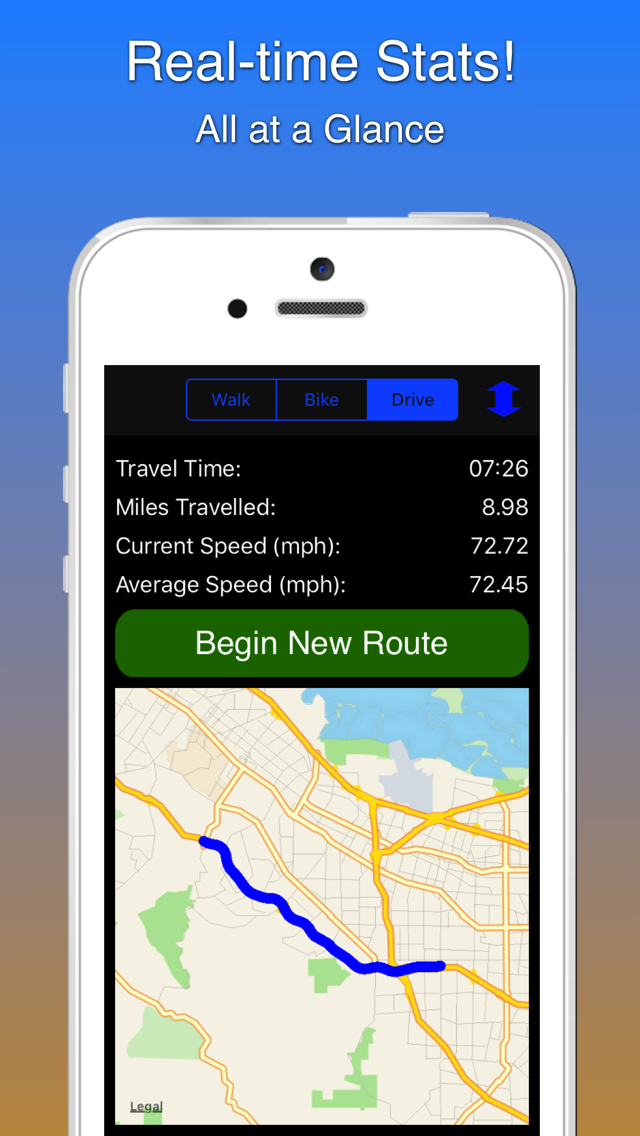 Real-time Stats!
All at a Glance
Walk Bike Drive
Travel Time: 07:26
Miles Travelled: 8.98
Current Speed (mph): 72.72
Average Speed (mph): 72.45
Begin New Route
Legal